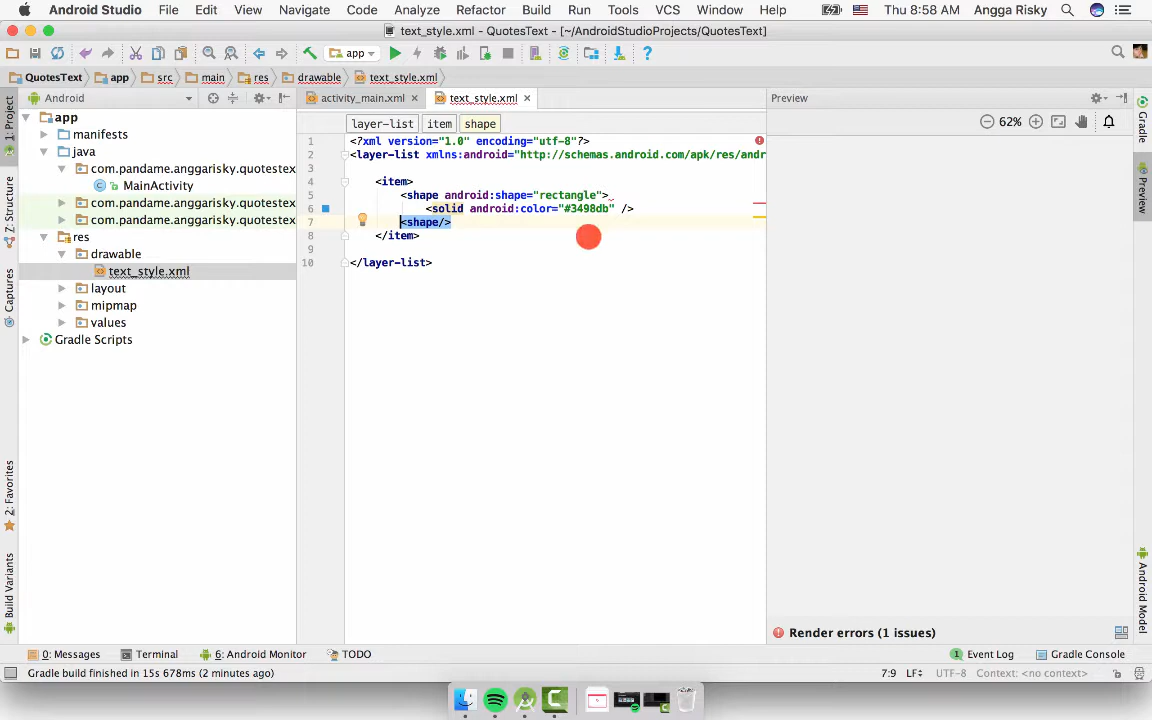 Android Studio File Edit View Navigate Code Analyze Refactor Build Run Tools VCS Window Help Thu 8:58 AM Angga Risky
text_style.xml - QuotesText - [~/AndroidStudioProjects/QuotesText]
app
QuotesText app src main res drawable text_style.xml
Android
activity_main.xml
text_style.xml
Preview
layer-list item shape
62%
1: Project
Z: Structure
Captures
2: Favorites
Build Variants
app
manifests
java
com.pandame.anggarisky.quotestex
MainActivity
com.pandame.anggarisky.quotestex
com.pandame.anggarisky.quotestex
res
drawable
text_style.xml
layout
mipmap
values
Gradle Scripts
1 <?xml version="1.0" encoding="utf-8"?>
2 <layer-list xmlns:android="http://schemas.android.com/apk/res/andr
3
4 <item>
5 <shape android:shape="rectangle">
6 <solid android:color="#3498db" />
7 <shape/>
8 </item>
9
10 </layer-list>
Gradle
Preview
Android Model
Render errors (1 issues)
0: Messages Terminal 6: Android Monitor TODO 1 Event Log Gradle Console
Gradle build finished in 15s 678ms (2 minutes ago) 7:9 LF÷ UTF-8 Context: <no context>